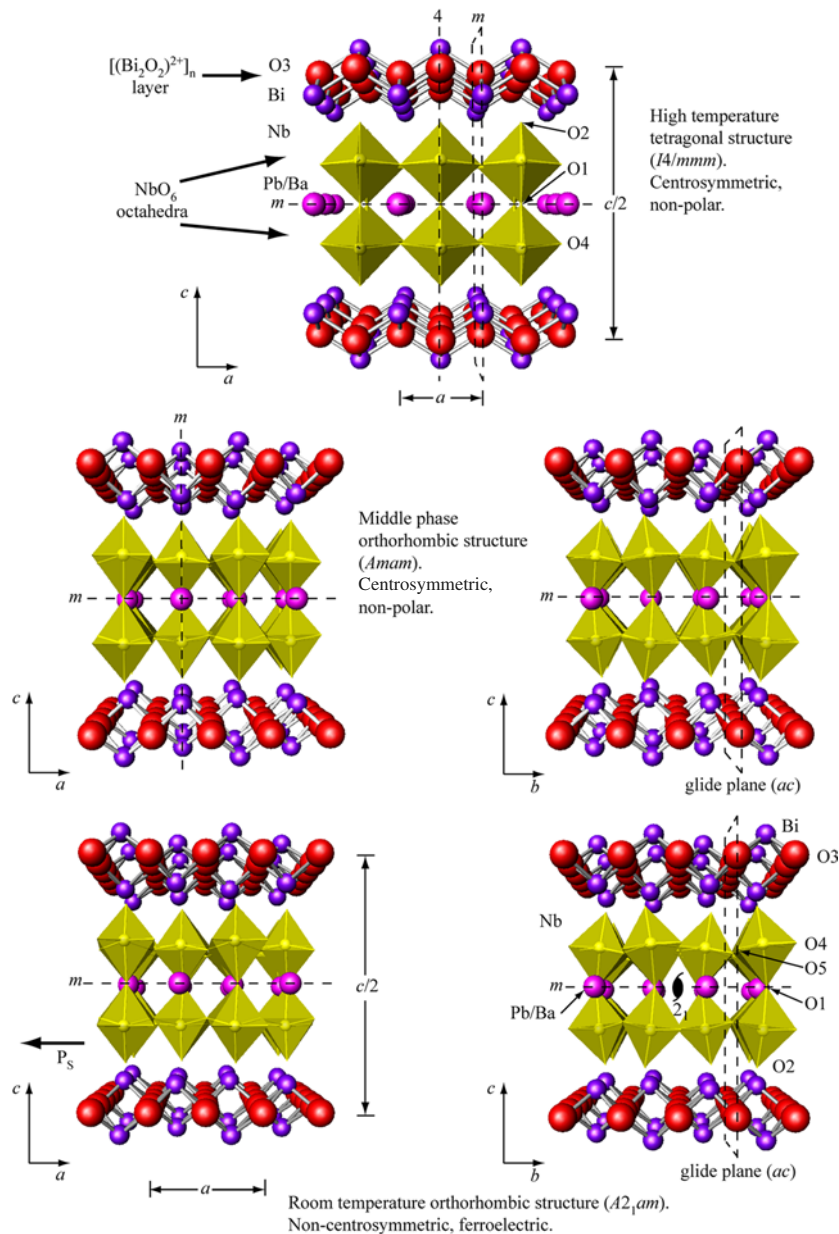 4 m
[(Bi2O2)2+]n
layer
O3
Bi
Nb
NbO6
octahedra
Pb/Ba
m
O2
O1
O4
c/2
High temperature
tetragonal structure
(I4/mmm).
Centrosymmetric,
non-polar.
c
a
a
m
m
Middle phase
orthorhombic structure
(Amam).
Centrosymmetric,
non-polar.
m
c
a
c
b
glide plane (ac)
m
c/2
PS
c
a
a
Bi
O3
Nb
O4
O5
m
21
O1
Pb/Ba
O2
c
b
glide plane (ac)
Room temperature orthorhombic structure (A21am).
Non-centrosymmetric, ferroelectric.